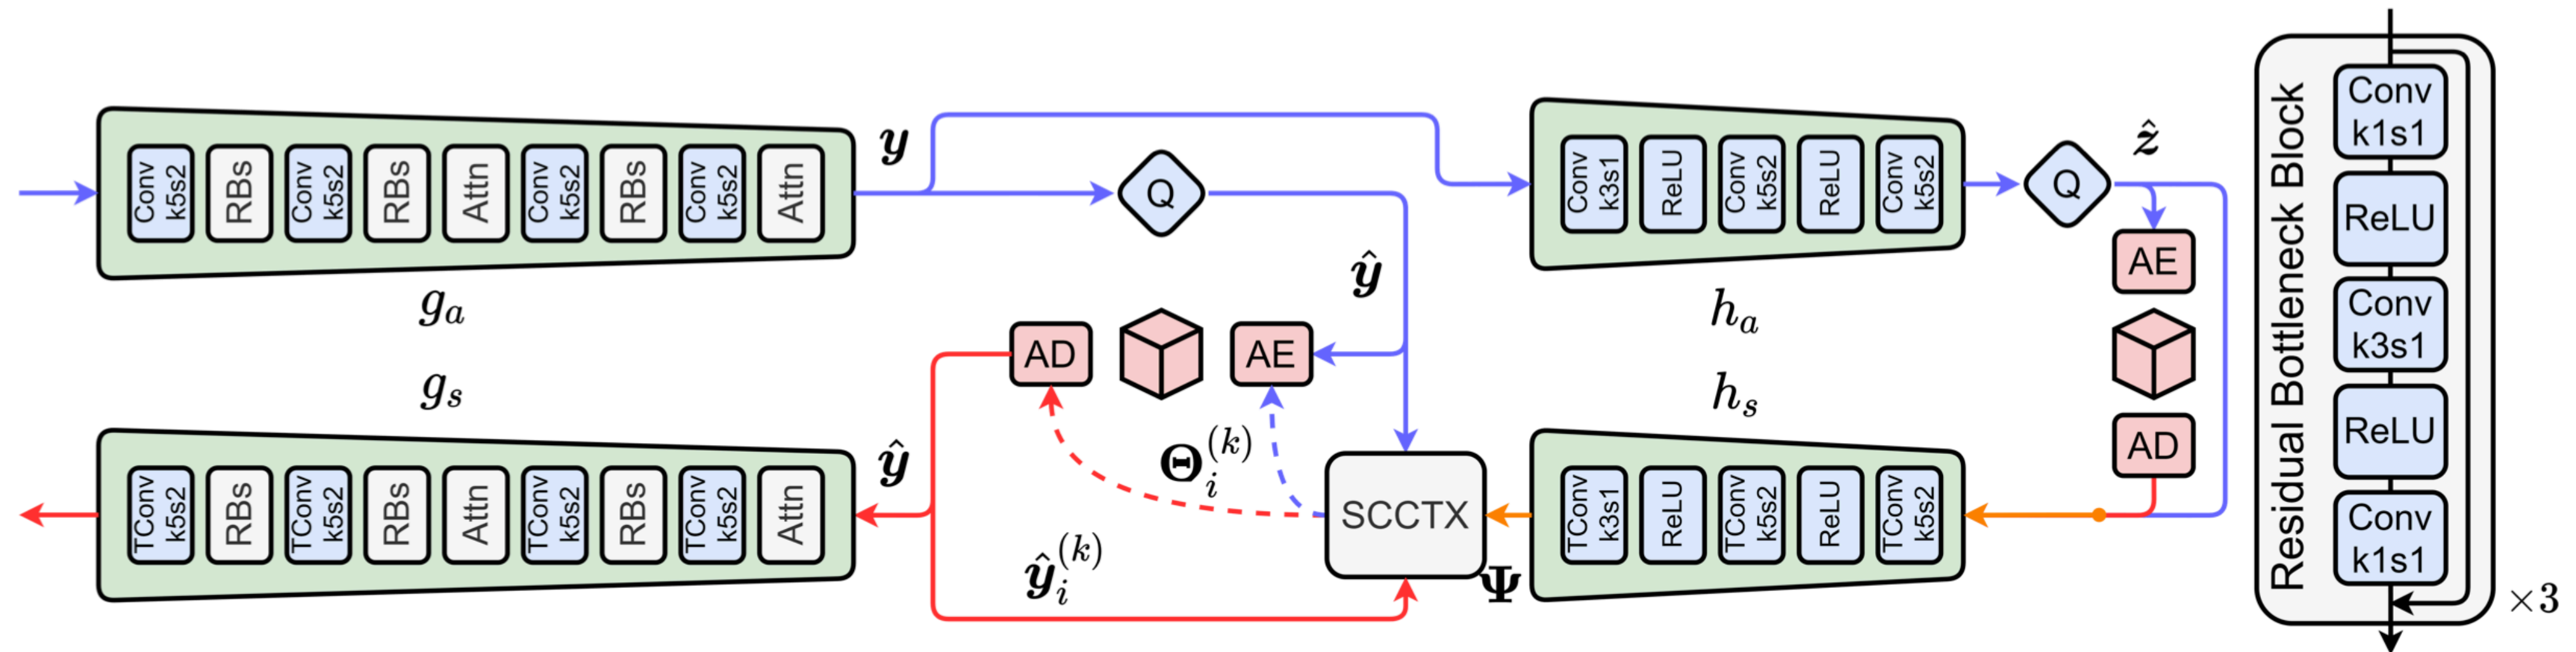 Conv k5s2
RBs
Conv k5s2
RBs
Attn
Conv k5s2
RBs
Conv k5s2
Attn
g_a
y
Q
ŷ
Conv k3s1
ReLU
Conv k5s2
ReLU
Conv k5s2
h_a
Q
ẑ
AE
AD
AD
AE
Θ_i^(k)
SCCTX
Ψ
h_s
TConv k3s1
ReLU
TConv k5s2
ReLU
TConv k5s2
g_s
TConv k5s2
RBs
TConv k5s2
RBs
Attn
TConv k5s2
RBs
TConv k5s2
Attn
ŷ
ŷ_i^(k)
Residual Bottleneck Block
Conv
k1s1
ReLU
Conv
k3s1
ReLU
Conv
k1s1
×3